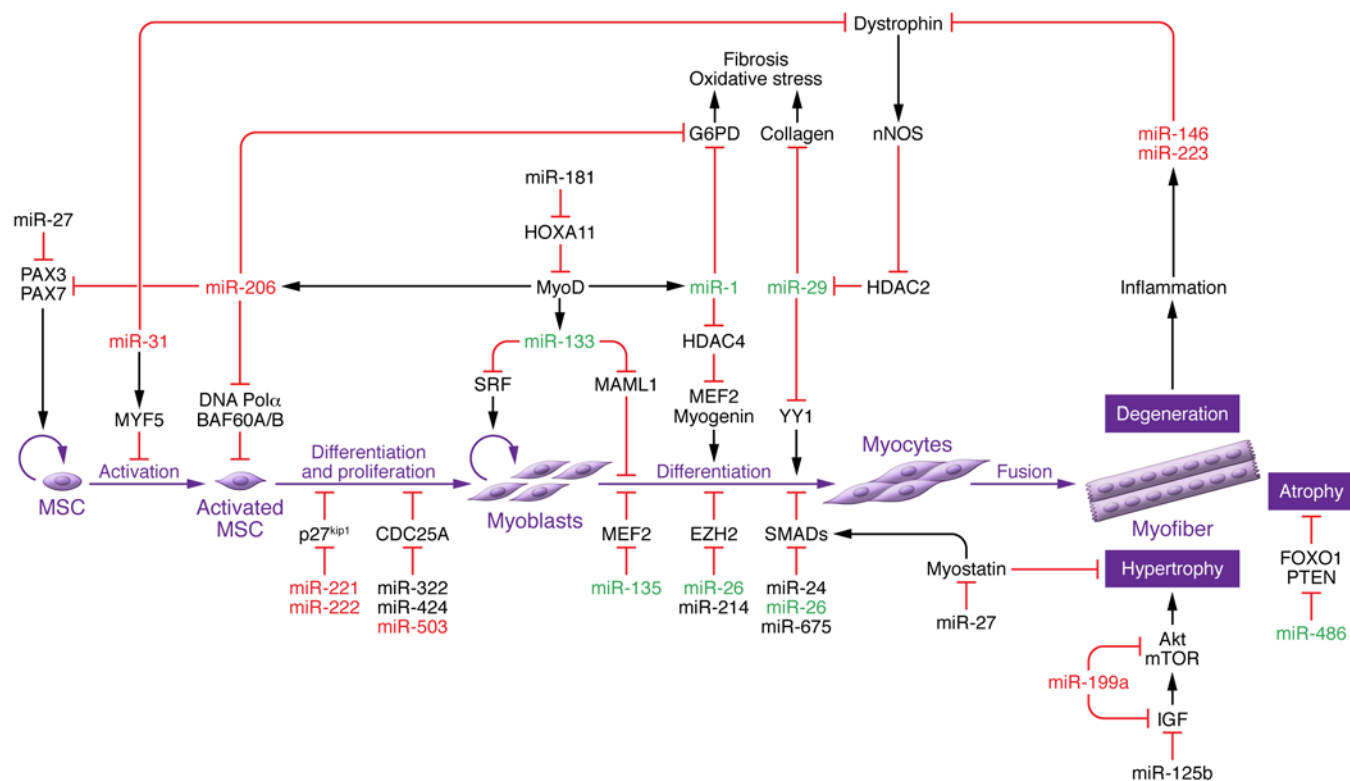 Dystrophin
Fibrosis
Oxidative stress
G6PD
Collagen
nNOS
miR-146
miR-223
miR-181
miR-27
HOXA11
PAX3
PAX7
miR-206
MyoD
miR-1
miR-29
HDAC2
Inflammation
miR-31
miR-133
HDAC4
SRF
MAML1
MYF5
DNA Polα
BAF60A/B
MEF2
Myogenin
YY1
Degeneration
Activation
Differentiation
and proliferation
Differentiation
Myocytes
Fusion
MSC
Activated
MSC
Myoblasts
Myofiber
Atrophy
p27kip1
CDC25A
MEF2
EZH2
SMADs
Myostatin
Hypertrophy
FOXO1
PTEN
miR-221
miR-222
miR-322
miR-424
miR-503
miR-135
miR-26
miR-214
miR-24
miR-26
miR-675
miR-27
miR-486
Akt
mTOR
miR-199a
IGF
miR-125b